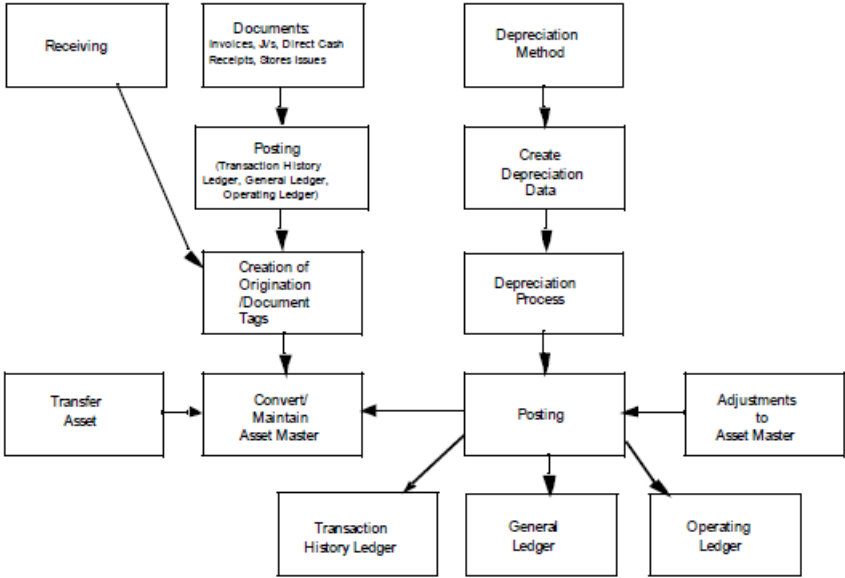 Receiving
Documents:
Invoices, JVs, Direct Cash
Receipts, Stores Issues
Depreciation
Method
Posting
(Transaction History
Ledger, General Ledger,
Operating Ledger)
Create
Depreciation
Data
Creation of
Origination
/Document
Tags
Depreciation
Process
Transfer
Asset
Convert/
Maintain
Asset Master
Posting
Adjustments
to
Asset Master
Transaction
History Ledger
General
Ledger
Operating
Ledger